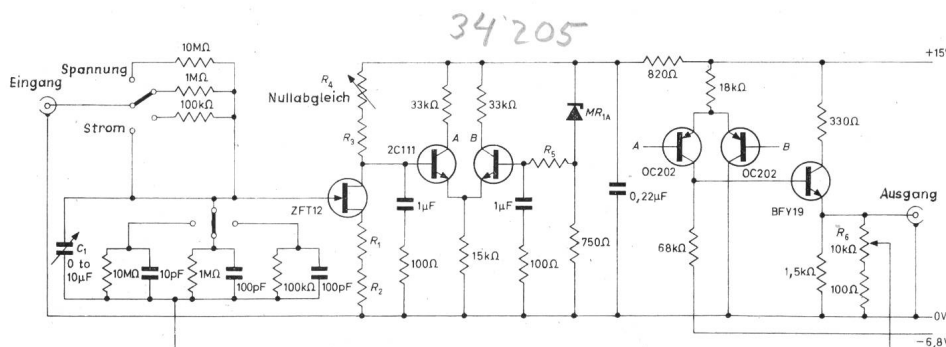 34'205
10MΩ
Spannung
Eingang
1MΩ
100kΩ
Strom
R4
Nullabgleich
R3
33kΩ
33kΩ
A
B
2C111
R5
MR1A
820Ω
+15V
18kΩ
330Ω
A
B
OC202
OC202
BFY19
Ausgang
ZFT12
1µF
1µF
0,22µF
C1
0 to
10µF
10MΩ
10pF
1MΩ
100pF
100kΩ
100pF
R1
R2
100Ω
15kΩ
100Ω
750Ω
68kΩ
1,5kΩ
R6
10kΩ
100Ω
0V
-6,8V